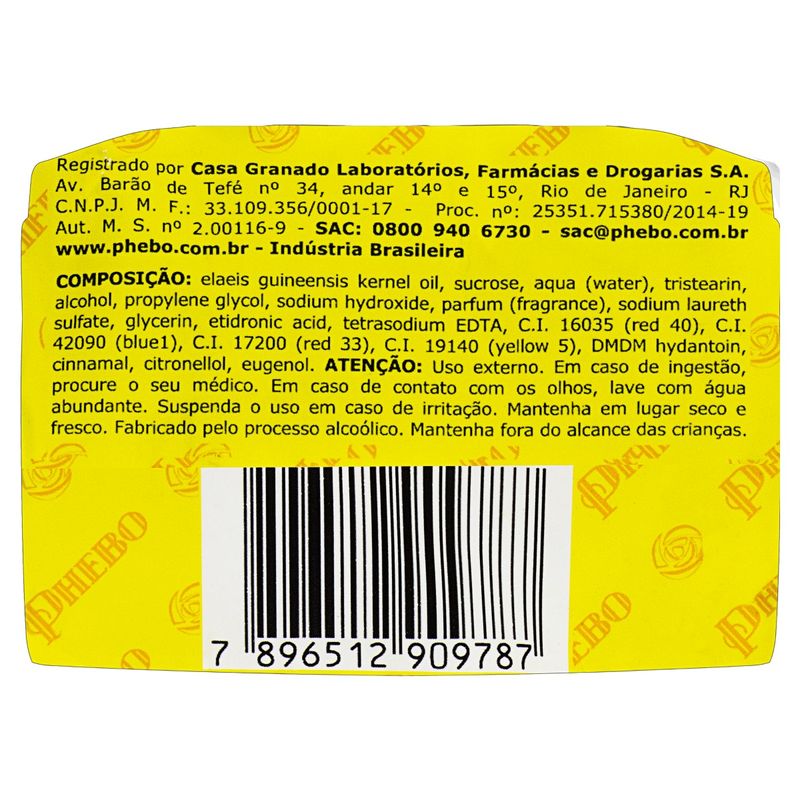 Registrado por Casa Granado Laboratórios, Farmácias e Drogarias S.A.
Av. Barão de Tefé nº 34, andar 14º e 15º, Rio de Janeiro - RJ
C.N.P.J. M. F.: 33.109.356/0001-17 - Proc. nº: 25351.715380/2014-19
Aut. M. S. nº 2.00116-9 - SAC: 0800 940 6730 - sac@phebo.com.br
www.phebo.com.br - Indústria Brasileira
COMPOSIÇÃO: elaeis guineensis kernel oil, sucrose, aqua (water), tristearin,
alcohol, propylene glycol, sodium hydroxide, parfum (fragrance), sodium laureth
sulfate, glycerin, etidronic acid, tetrasodium EDTA, C.I. 16035 (red 40), C.I.
42090 (blue1), C.I. 17200 (red 33), C.I. 19140 (yellow 5), DMDM hydantoin,
cinnamal, citronellol, eugenol. ATENÇÃO: Uso externo. Em caso de ingestão,
procure o seu médico. Em caso de contato com os olhos, lave com água
abundante. Suspenda o uso em caso de irritação. Mantenha em lugar seco e
fresco. Fabricado pelo processo alcoólico. Mantenha fora do alcance das crianças.
PHEBO
PHEBO
PHEBO
PHEBO
PHEBO
7 896512 909787